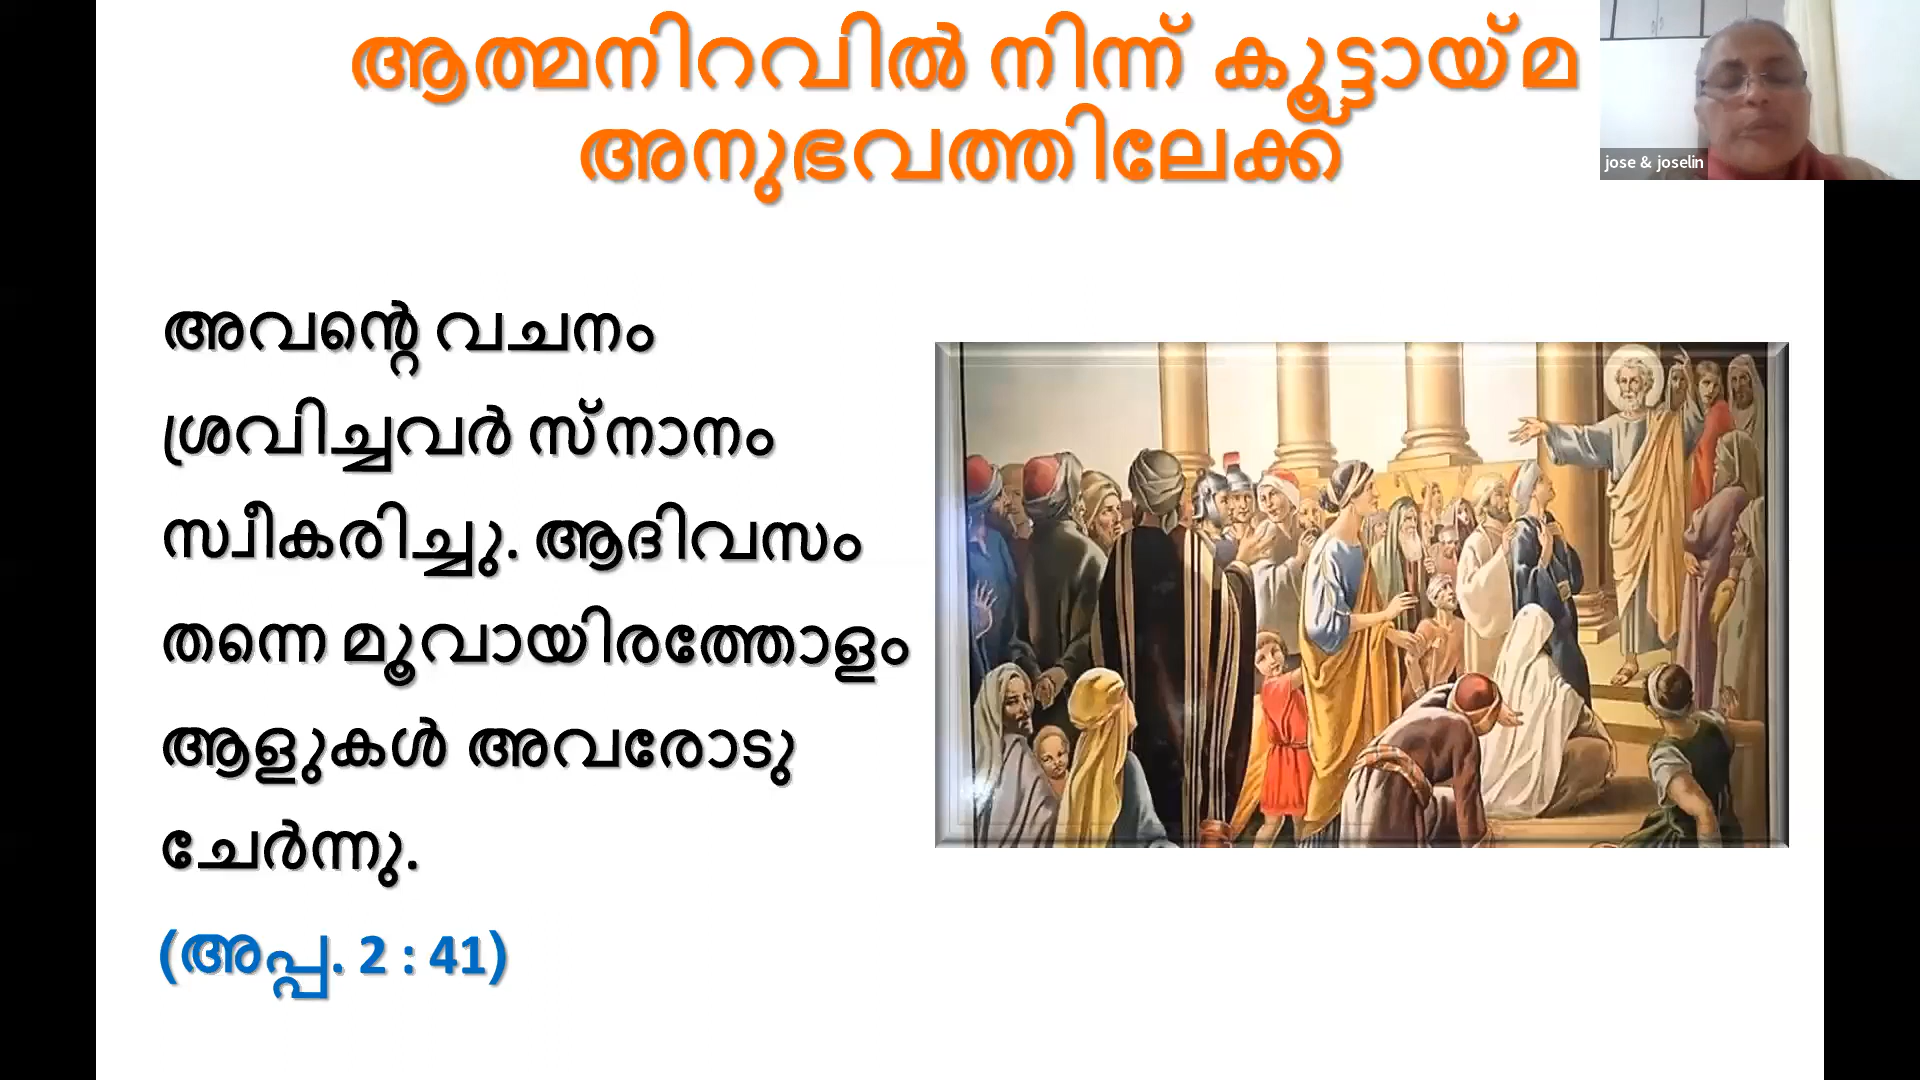 ആത്മനിറവിൽ നിന്ന് കൂട്ടായ്മ
അനുഭവത്തിലേക്ക്
jose & joselin
അവന്റെ വചനം
ശ്രവിച്ചവർ സ്നാനം
സ്വീകരിച്ചു. ആദിവസം
തന്നെ മൂവായിരത്തോളം
ആളുകൾ അവരോടു
ചേർന്നു.
(അപ്പ. 2 : 41)